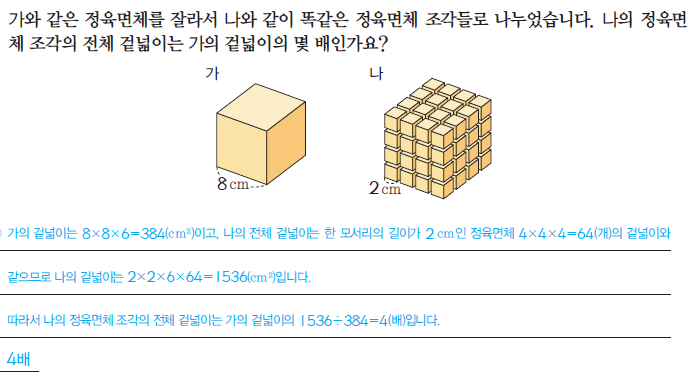 가와 같은 정육면체를 잘라서 나와 같이 똑같은 정육면체 조각들로 나누었습니다. 나의 정육면
체 조각의 전체 겉넓이는 가의 겉넓이의 몇 배인가요?
가 나
8 cm
2 cm
가의 겉넓이는 8×8×6=384(cm²)이고, 나의 전체 겉넓이는 한 모서리의 길이가 2 cm인 정육면체 4×4×4=64(개)의 겉넓이와
같으므로 나의 겉넓이는 2×2×6×64=1536(cm²)입니다.
따라서 나의 정육면체 조각의 전체 겉넓이는 가의 겉넓이의 1536÷384=4(배)입니다.
4배